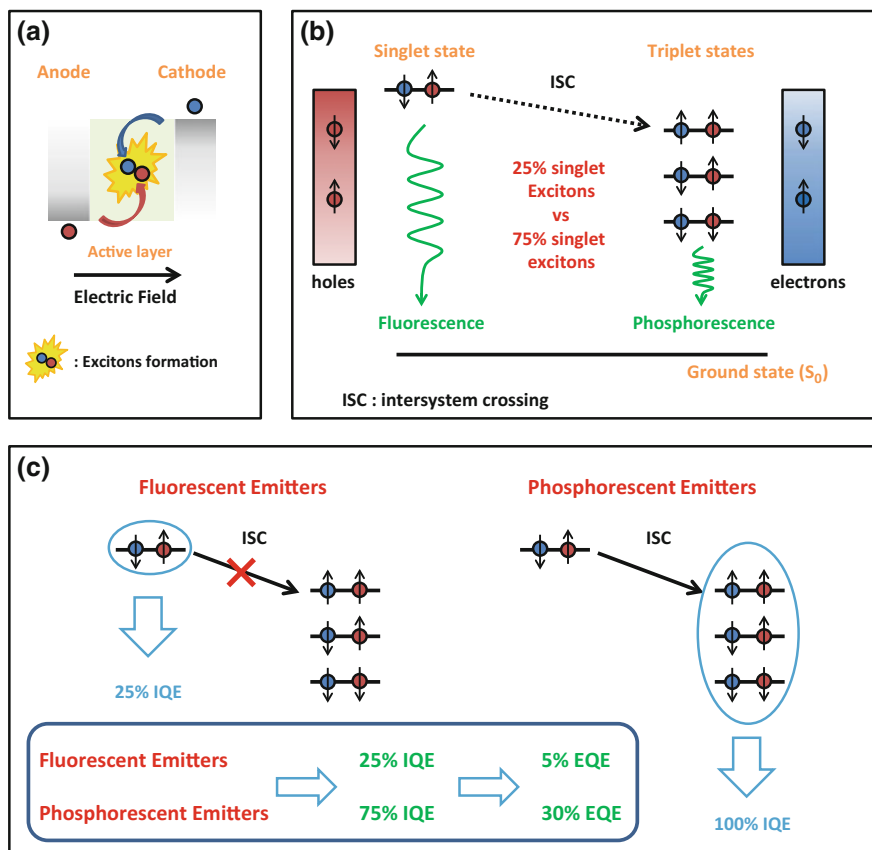 (a)
Anode Cathode
Active layer
Electric Field
: Excitons formation
(b)
Singlet state Triplet states
ISC
25% singlet
Excitons
vs
75% singlet
excitons
holes electrons
Fluorescence Phosphorescence
Ground state (S₀)
ISC : intersystem crossing
(c)
Fluorescent Emitters Phosphorescent Emitters
ISC ISC
25% IQE
Fluorescent Emitters 25% IQE 5% EQE
Phosphorescent Emitters 75% IQE 30% EQE
100% IQE